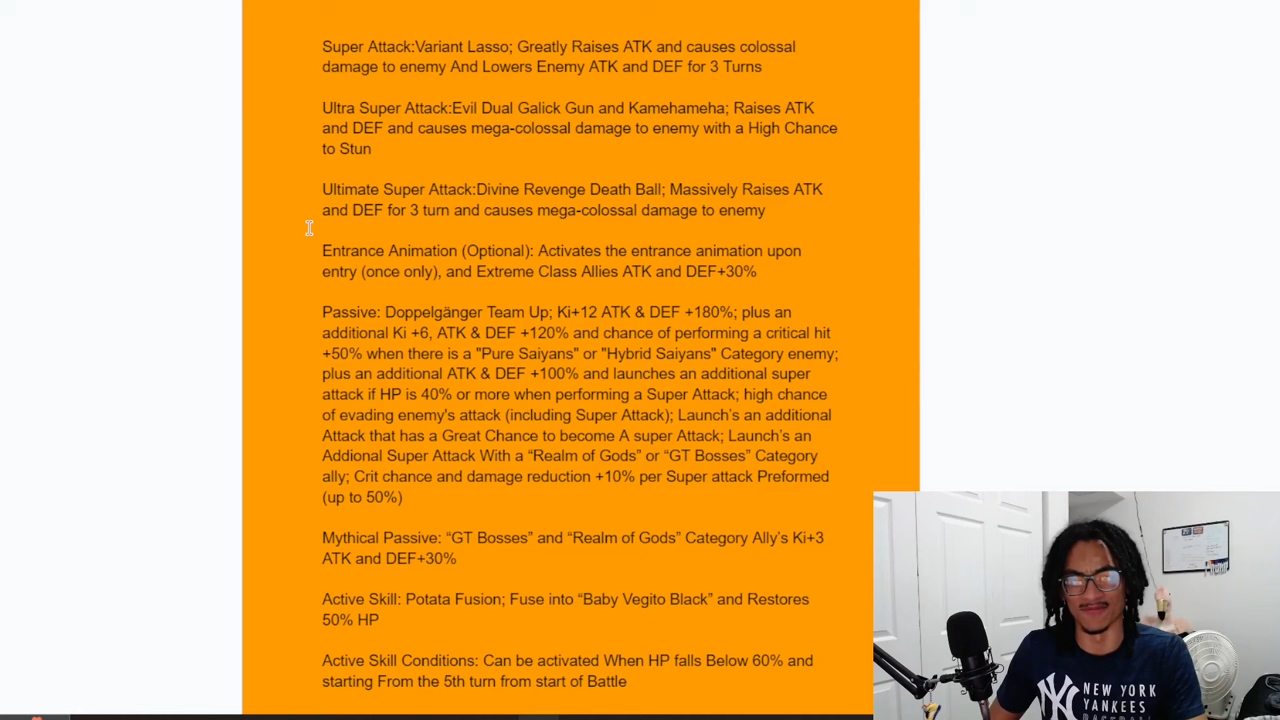 Super Attack:Variant Lasso; Greatly Raises ATK and causes colossal
damage to enemy And Lowers Enemy ATK and DEF for 3 Turns
Ultra Super Attack:Evil Dual Galick Gun and Kamehameha; Raises ATK
and DEF and causes mega-colossal damage to enemy with a High Chance
to Stun
Ultimate Super Attack:Divine Revenge Death Ball; Massively Raises ATK
and DEF for 3 turn and causes mega-colossal damage to enemy
Entrance Animation (Optional): Activates the entrance animation upon
entry (once only), and Extreme Class Allies ATK and DEF+30%
Passive: Doppelgänger Team Up; Ki+12 ATK & DEF +180%; plus an
additional Ki +6, ATK & DEF +120% and chance of performing a critical hit
+50% when there is a "Pure Saiyans" or "Hybrid Saiyans" Category enemy;
plus an additional ATK & DEF +100% and launches an additional super
attack if HP is 40% or more when performing a Super Attack; high chance
of evading enemy's attack (including Super Attack); Launch’s an additional
Attack that has a Great Chance to become A super Attack; Launch’s an
Addional Super Attack With a “Realm of Gods” or “GT Bosses” Category
ally; Crit chance and damage reduction +10% per Super attack Preformed
(up to 50%)
Mythical Passive: “GT Bosses” and “Realm of Gods” Category Ally’s Ki+3
ATK and DEF+30%
Active Skill: Potata Fusion; Fuse into “Baby Vegito Black” and Restores
50% HP
Active Skill Conditions: Can be activated When HP falls Below 60% and
starting From the 5th turn from start of Battle
NEW YORK
YANKEES